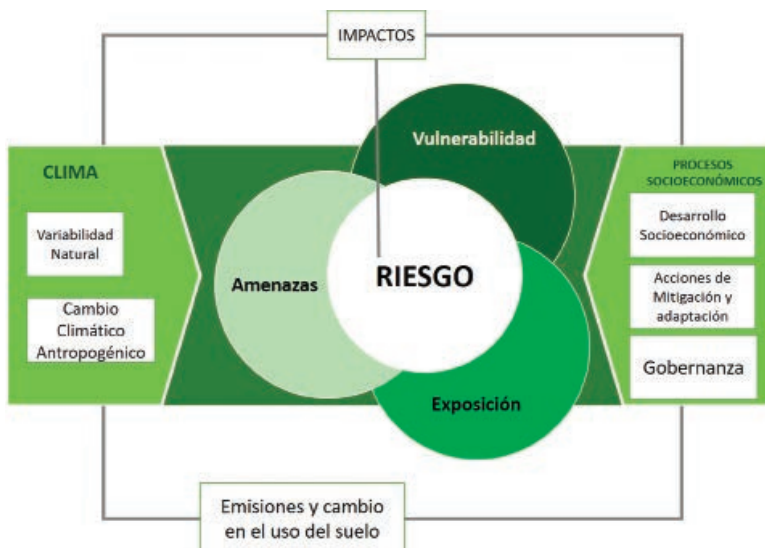 IMPACTOS
Vulnerabilidad
CLIMA
Variabilidad
Natural
Cambio
Climático
Antropogénico
Amenazas
RIESGO
Exposición
PROCESOS
SOCIOECONÓMICOS
Desarrollo
Socioeconómico
Acciones de
Mitigación y
adaptación
Gobernanza
Emisiones y cambio
en el uso del suelo